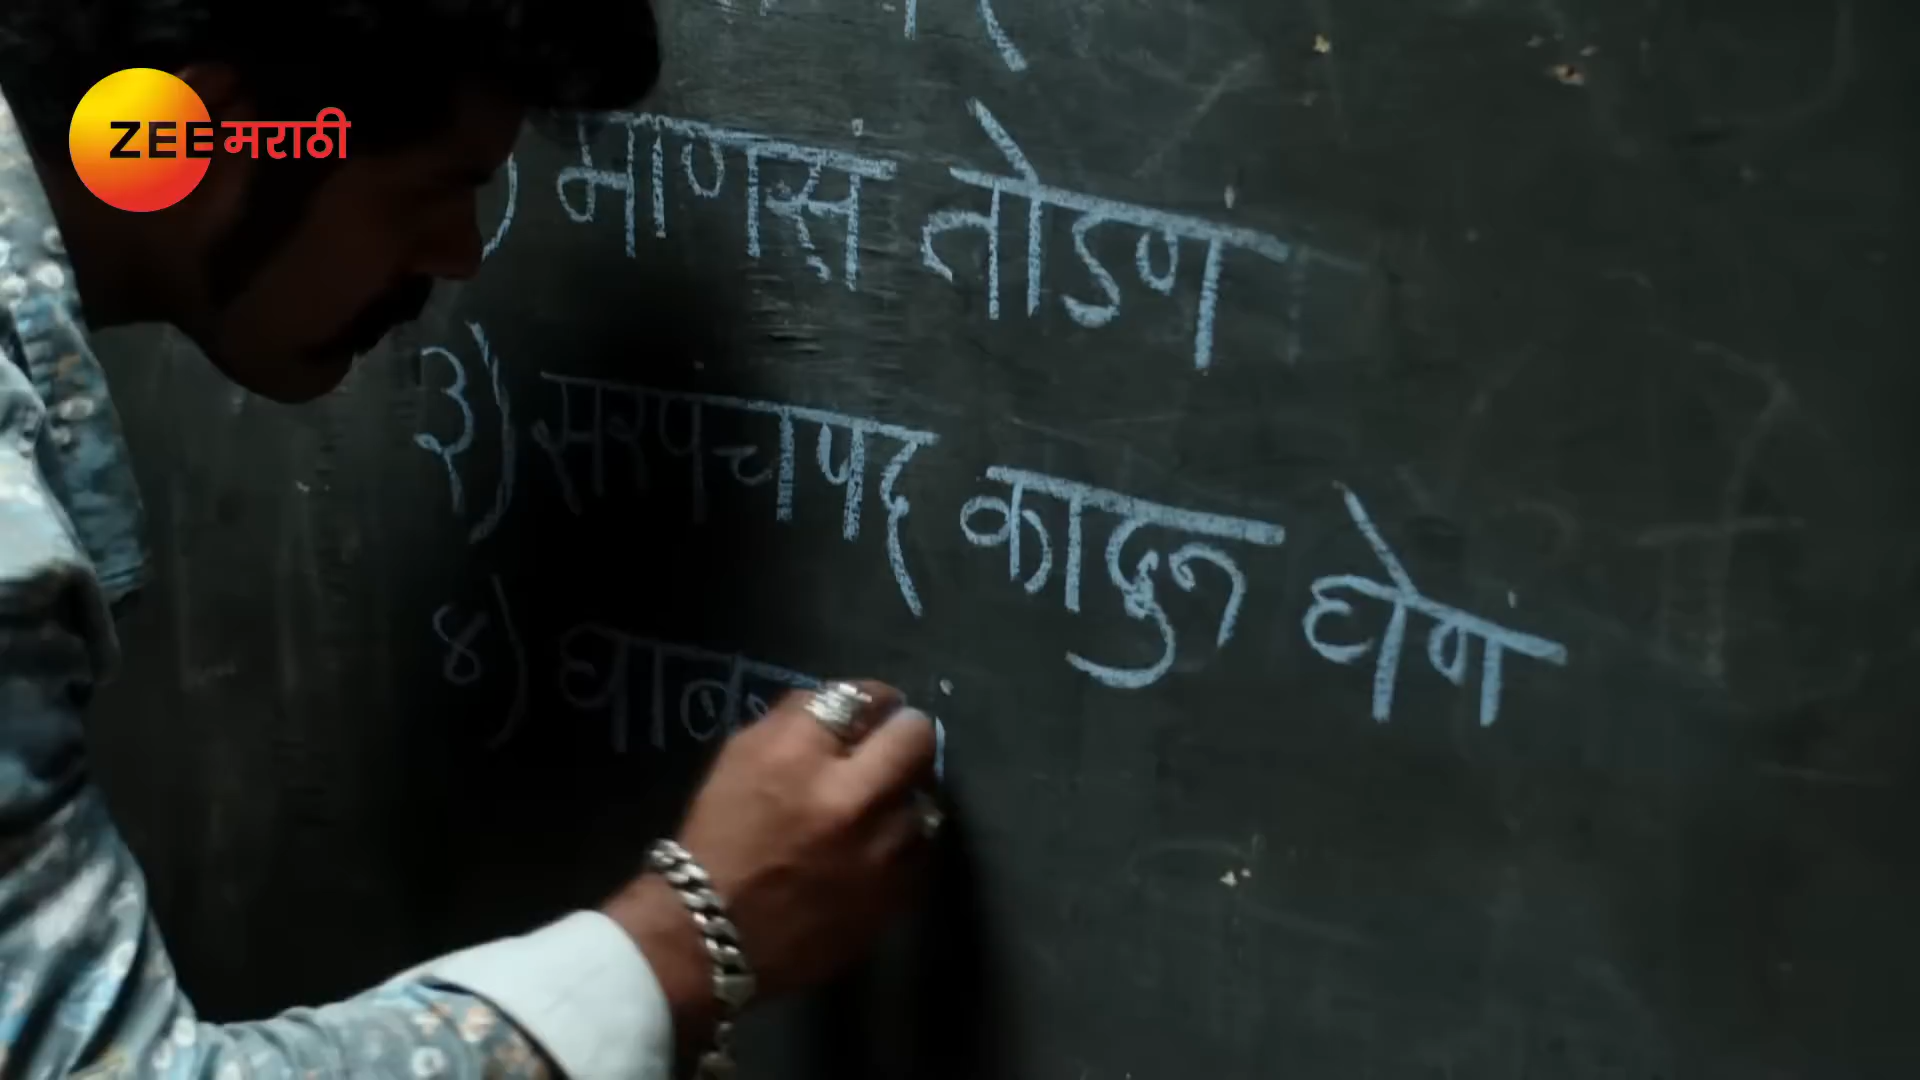 ZEE मराठी
) माणसं तोडणं
३) सरपंचपद काढून घेणं
४)